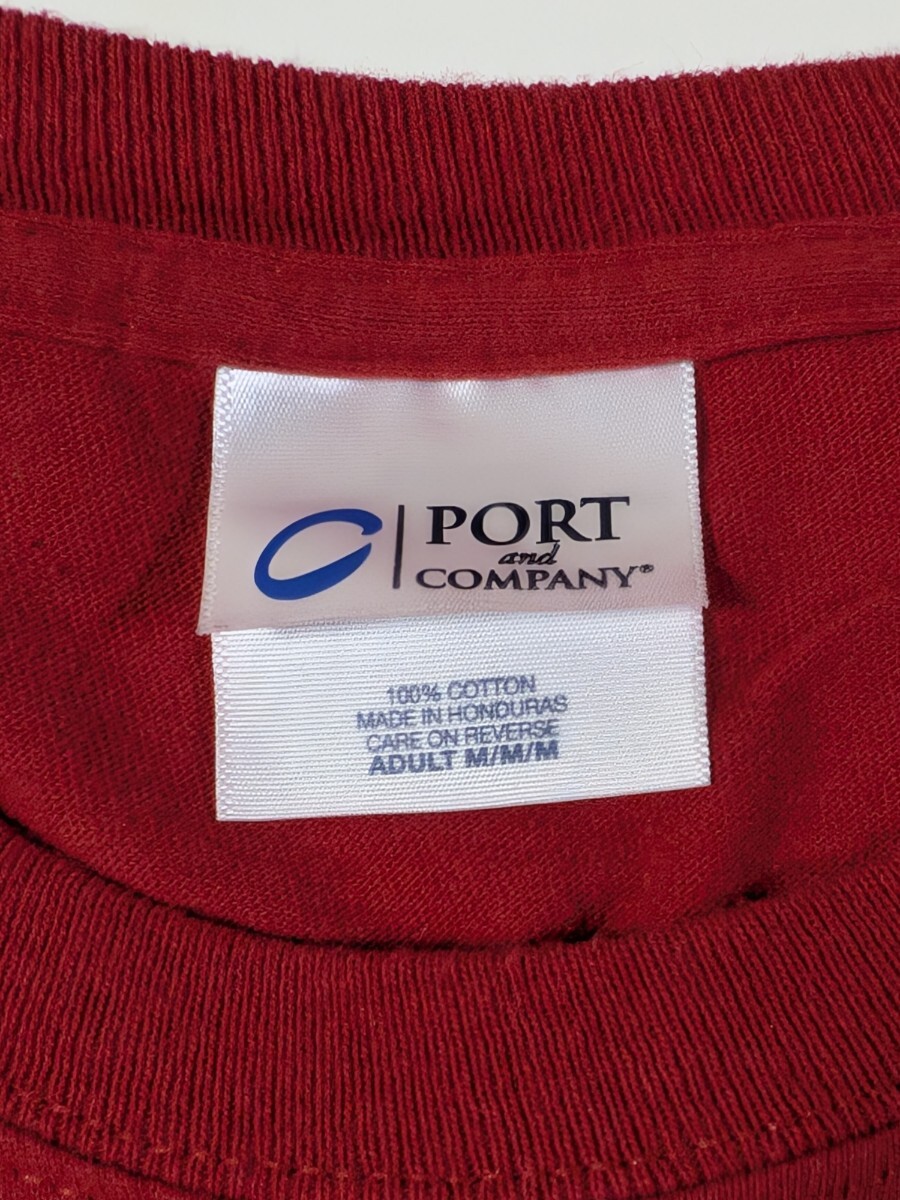 PORT
and
COMPANY®
100% COTTON
MADE IN HONDURAS
CARE ON REVERSE
ADULT M/M/M